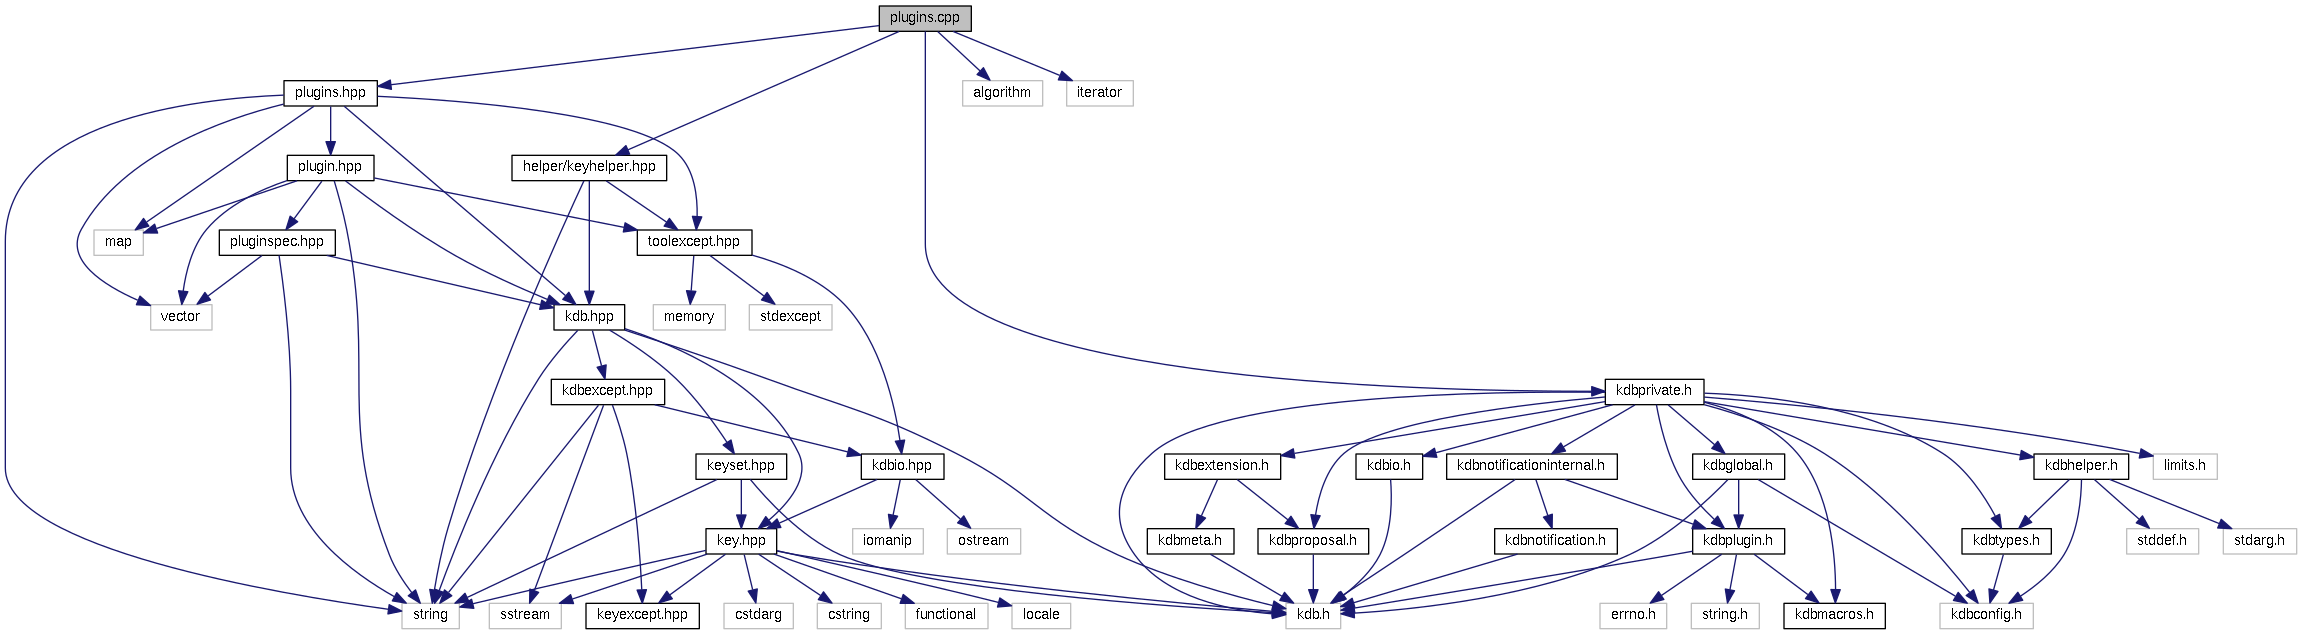 plugins.cpp
plugins.hpp
algorithm
iterator
plugin.hpp
helper/keyhelper.hpp
map
pluginspec.hpp
toolexcept.hpp
vector
kdb.hpp
memory
stdexcept
kdbexcept.hpp
kdbprivate.h
keyset.hpp
kdbio.hpp
kdbextension.h
kdbio.h
kdbnotificationinternal.h
kdbglobal.h
kdbhelper.h
limits.h
key.hpp
iomanip
ostream
kdbmeta.h
kdbproposal.h
kdbnotification.h
kdbplugin.h
kdbtypes.h
stddef.h
stdarg.h
string
sstream
keyexcept.hpp
cstdarg
cstring
functional
locale
kdb.h
errno.h
string.h
kdbmacros.h
kdbconfig.h